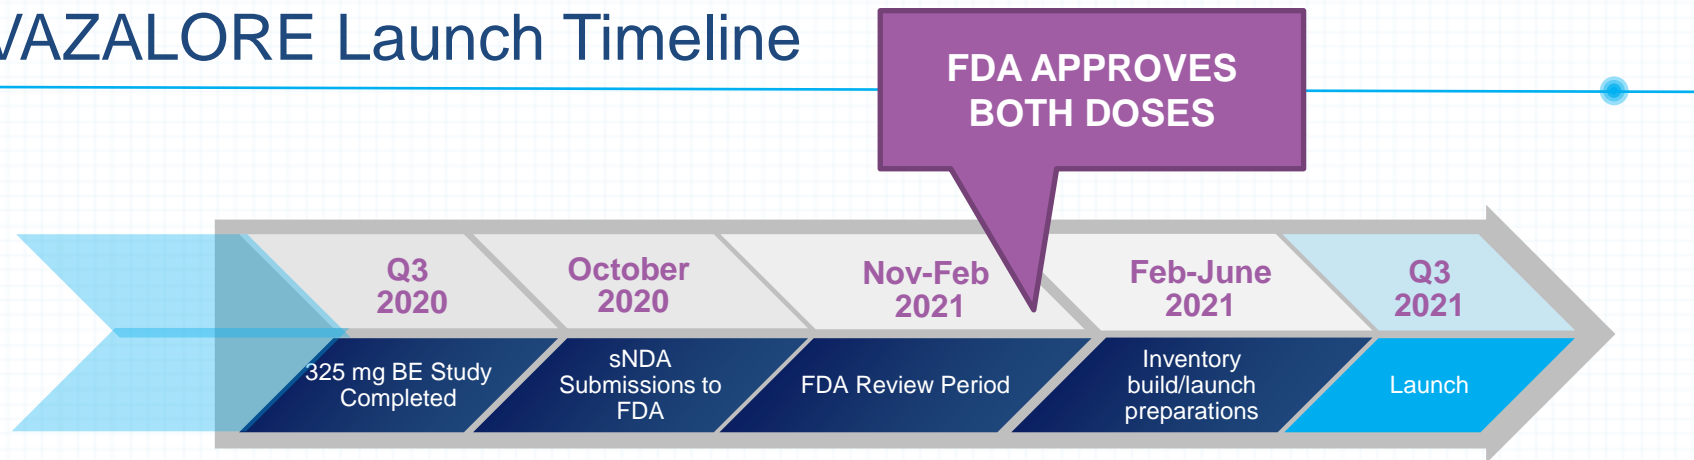 VAZALORE Launch Timeline
FDA APPROVES
BOTH DOSES
Q3
2020
October
2020
Nov-Feb
2021
Feb-June
2021
Q3
2021
325 mg BE Study
Completed
sNDA
Submissions to
FDA
FDA Review Period
Inventory
build/launch
preparations
Launch